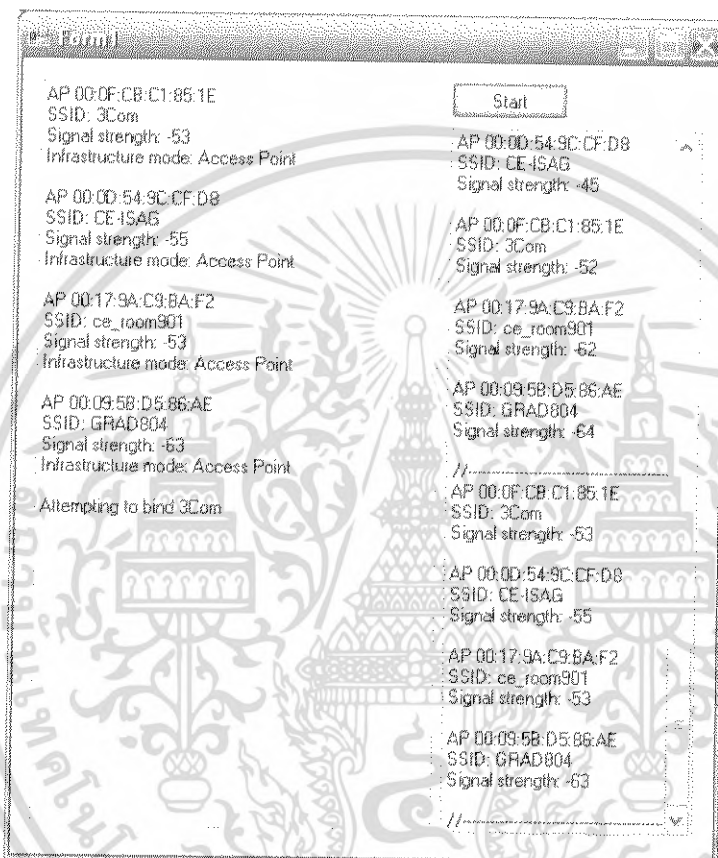 Form1
AP 00:0F:CB:C1:85:1E
SSID: 3Com
Signal strength: -53
Infrastructure mode: Access Point
AP 00:0D:54:9C:CF:D8
SSID: CE-ISAG
Signal strength: -55
Infrastructure mode: Access Point
AP 00:17:9A:C9:BA:F2
SSID: ce_room901
Signal strength: -53
Infrastructure mode: Access Point
AP 00:09:5B:D5:86:AE
SSID: GRAD804
Signal strength: -63
Infrastructure mode: Access Point
Attempting to bind 3Com
Start
AP 00:0D:54:9C:CF:D8
SSID: CE-ISAG
Signal strength: -45
AP 00:0F:CB:C1:85:1E
SSID: 3Com
Signal strength: -52
AP 00:17:9A:C9:BA:F2
SSID: ce_room901
Signal strength: -62
AP 00:09:5B:D5:86:AE
SSID: GRAD804
Signal strength: -64
//----------------------------------
AP 00:0F:CB:C1:85:1E
SSID: 3Com
Signal strength: -53
AP 00:0D:54:9C:CF:D8
SSID: CE-ISAG
Signal strength: -55
AP 00:17:9A:C9:BA:F2
SSID: ce_room901
Signal strength: -53
AP 00:09:5B:D5:86:AE
SSID: GRAD804
Signal strength: -63
//----------------------------------